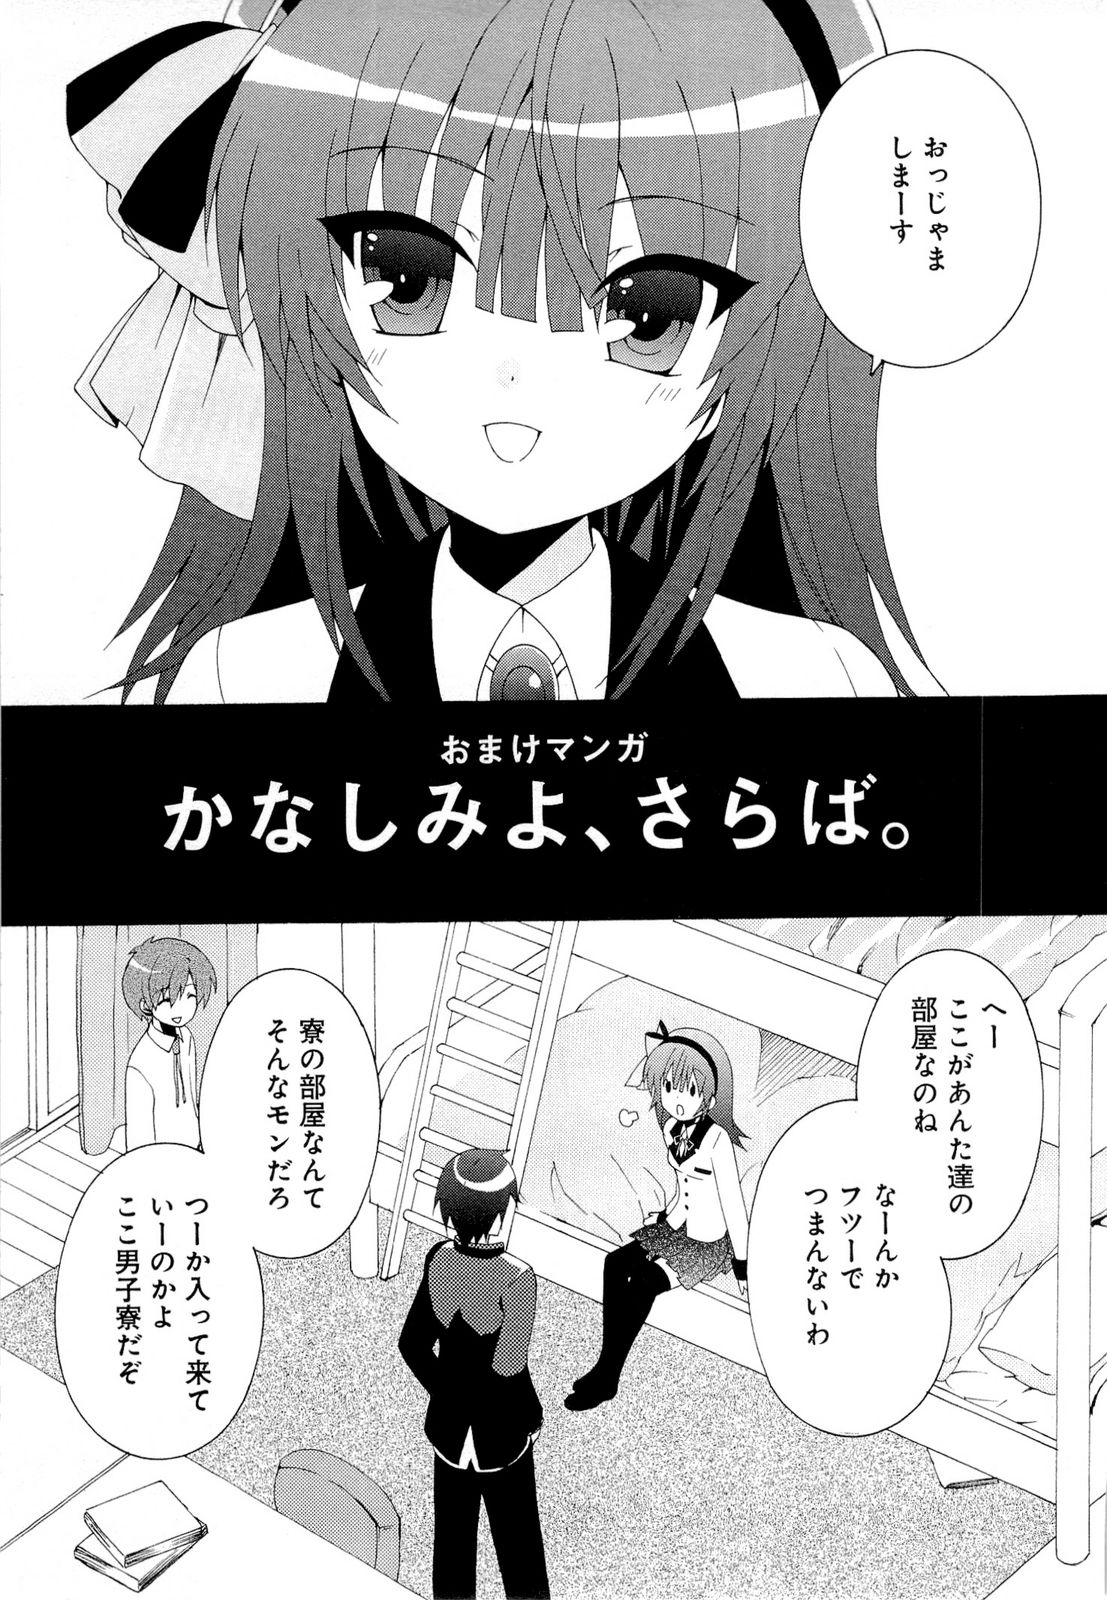 おっじゃま
しまーす
おまけマンガ
かなしみよ、さらば。
へー
ここがあんた達の
部屋なのね
なーんか
フツーで
つまんないわ
寮の部屋なんて
そんなモンだろ
つーか入って来て
いーのかよ
ここ男子寮だぞ